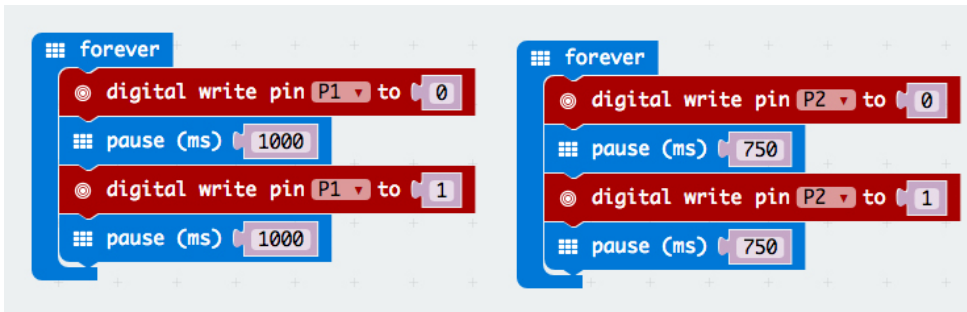 forever
digital write pin P1 to 0
pause (ms) 1000
digital write pin P1 to 1
pause (ms) 1000
forever
digital write pin P2 to 0
pause (ms) 750
digital write pin P2 to 1
pause (ms) 750